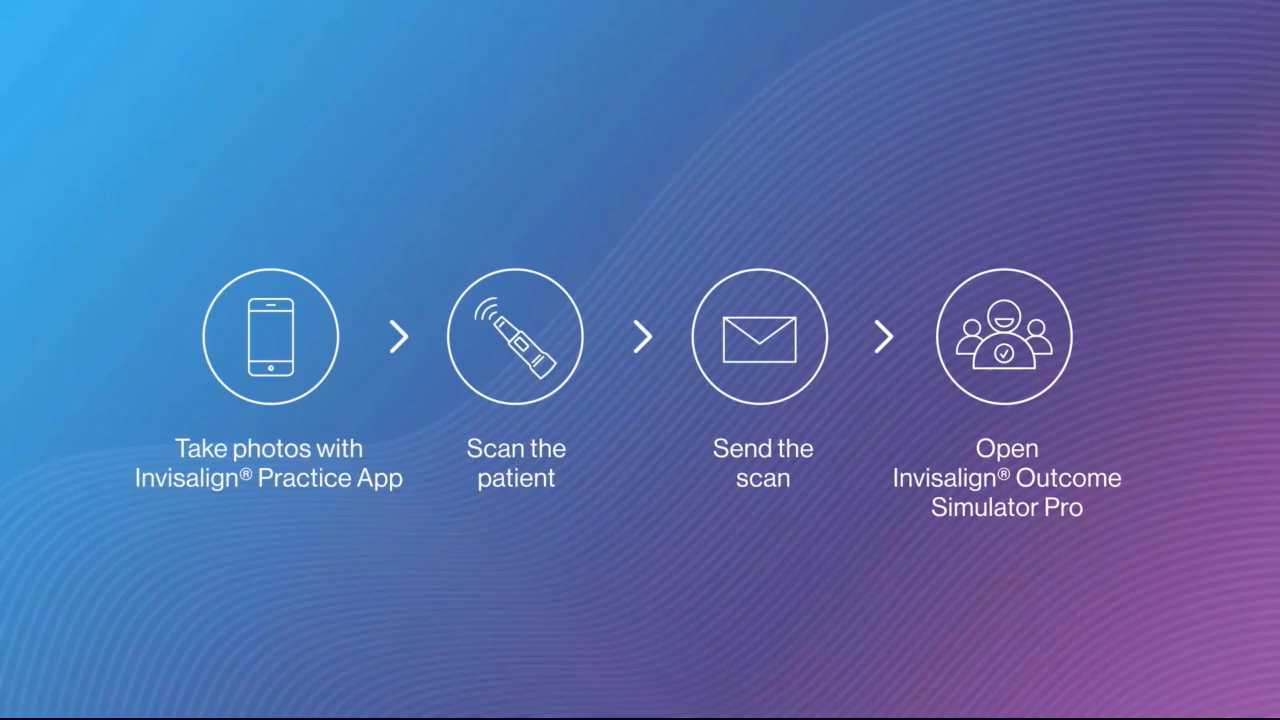 Take photos with
Invisalign® Practice App
Scan the
patient
Send the
scan
Open
Invisalign® Outcome
Simulator Pro